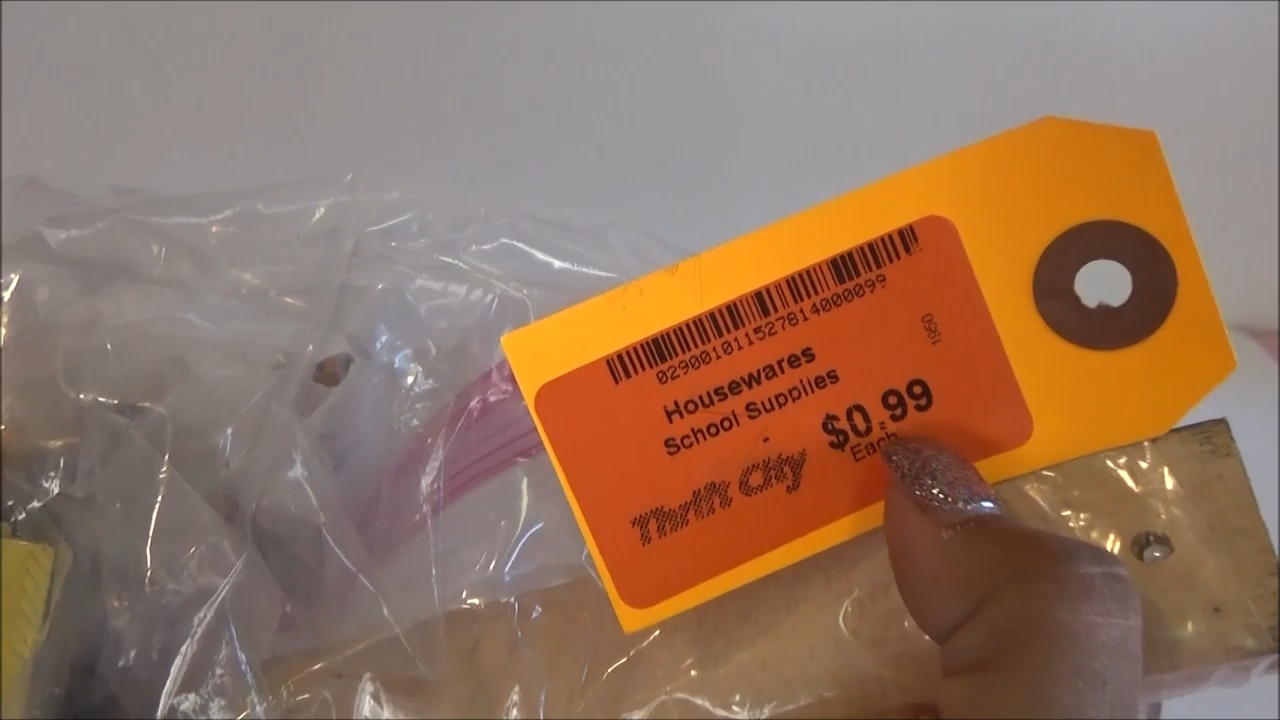 029001011527814000099
1950
Housewares
School Supplies
$0.99
Each
Thrift City